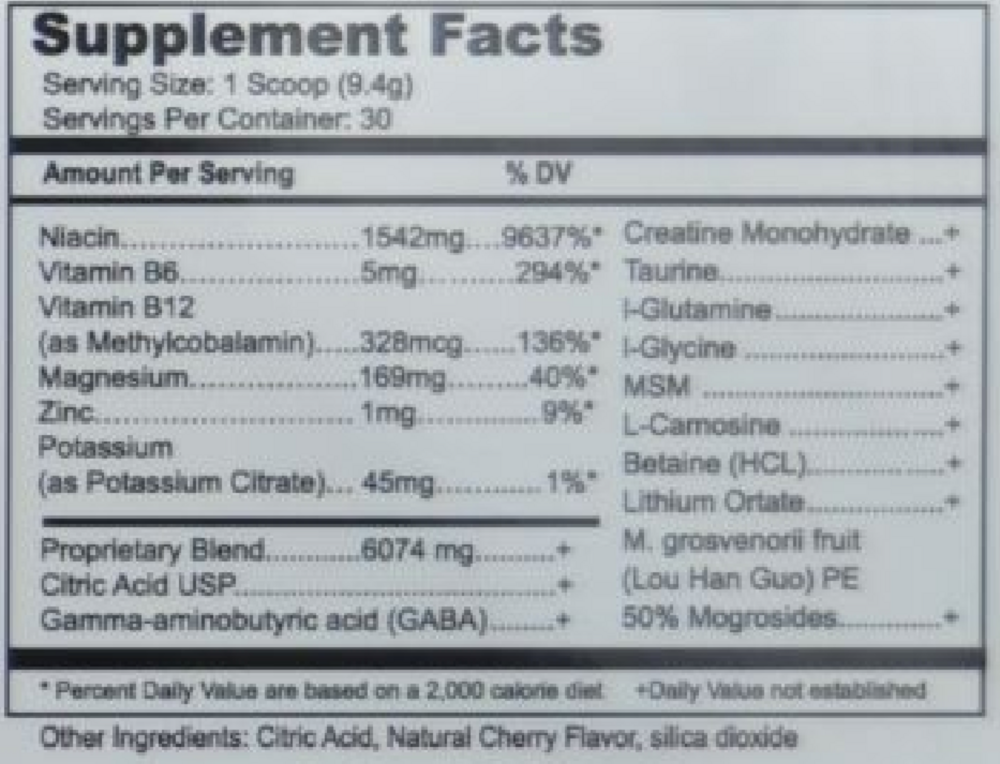 Supplement Facts
Serving Size: 1 Scoop (9.4g)
Servings Per Container: 30
Amount Per Serving % DV
Niacin..............................1542mg....9637%*
Vitamin B6.......................5mg............294%*
Vitamin B12
(as Methylcobalamin).....328mcg......136%*
Magnesium.....................169mg.........40%*
Zinc................................. 1mg.............9%*
Potassium
(as Potassium Citrate)... 45mg.............1%*
Proprietary Blend............6074 mg..........+
Citric Acid USP..........................................+
Gamma-aminobutyric acid (GABA)........+
Creatine Monohydrate ...+
Taurine.............................+
l-Glutamine......................+
l-Glycine ..........................+
MSM ................................+
L-Carnosine ....................+
Betaine (HCL)..................+
Lithium Ortate..................+
M. grosvenorii fruit
(Lou Han Guo) PE
50% Mogrosides..............+
* Percent Daily Value are based on a 2,000 calorie diet +Daily Value not established
Other Ingredients: Citric Acid, Natural Cherry Flavor, silica dioxide